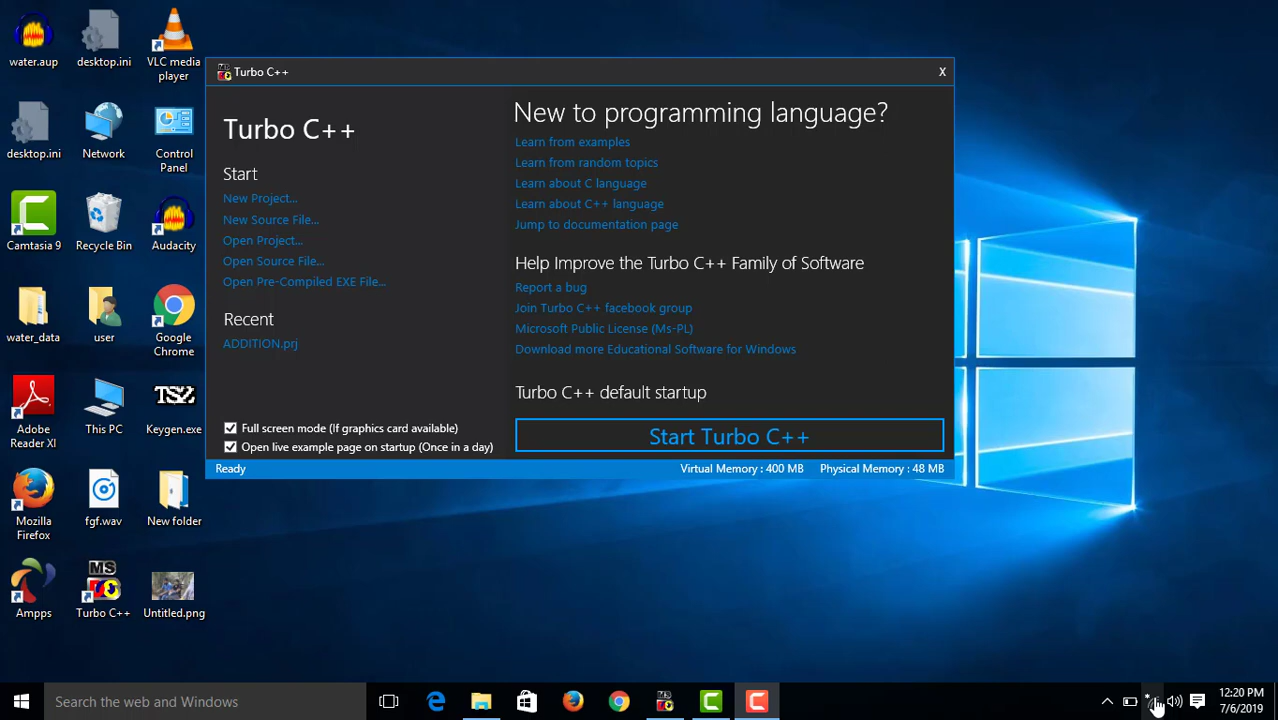 water.aup
desktop.ini
VLC media
player
desktop.ini
Network
Control
Panel
Camtasia 9
Recycle Bin
Audacity
water_data
user
Google
Chrome
Adobe
Reader XI
This PC
Keygen.exe
Mozilla
Firefox
fgf.wav
New folder
Ampps
Turbo C++
Untitled.png
MS
TSZ
Turbo C++
X
Turbo C++
Start
New Project...
New Source File...
Open Project...
Open Source File...
Open Pre-Compiled EXE File...
Recent
ADDITION.prj
Full screen mode (If graphics card available)
Open live example page on startup (Once in a day)
New to programming language?
Learn from examples
Learn from random topics
Learn about C language
Learn about C++ language
Jump to documentation page
Help Improve the Turbo C++ Family of Software
Report a bug
Join Turbo C++ facebook group
Microsoft Public License (Ms-PL)
Download more Educational Software for Windows
Turbo C++ default startup
Start Turbo C++
Ready
Virtual Memory : 400 MB
Physical Memory : 48 MB
Search the web and Windows
12:20 PM
7/6/2019